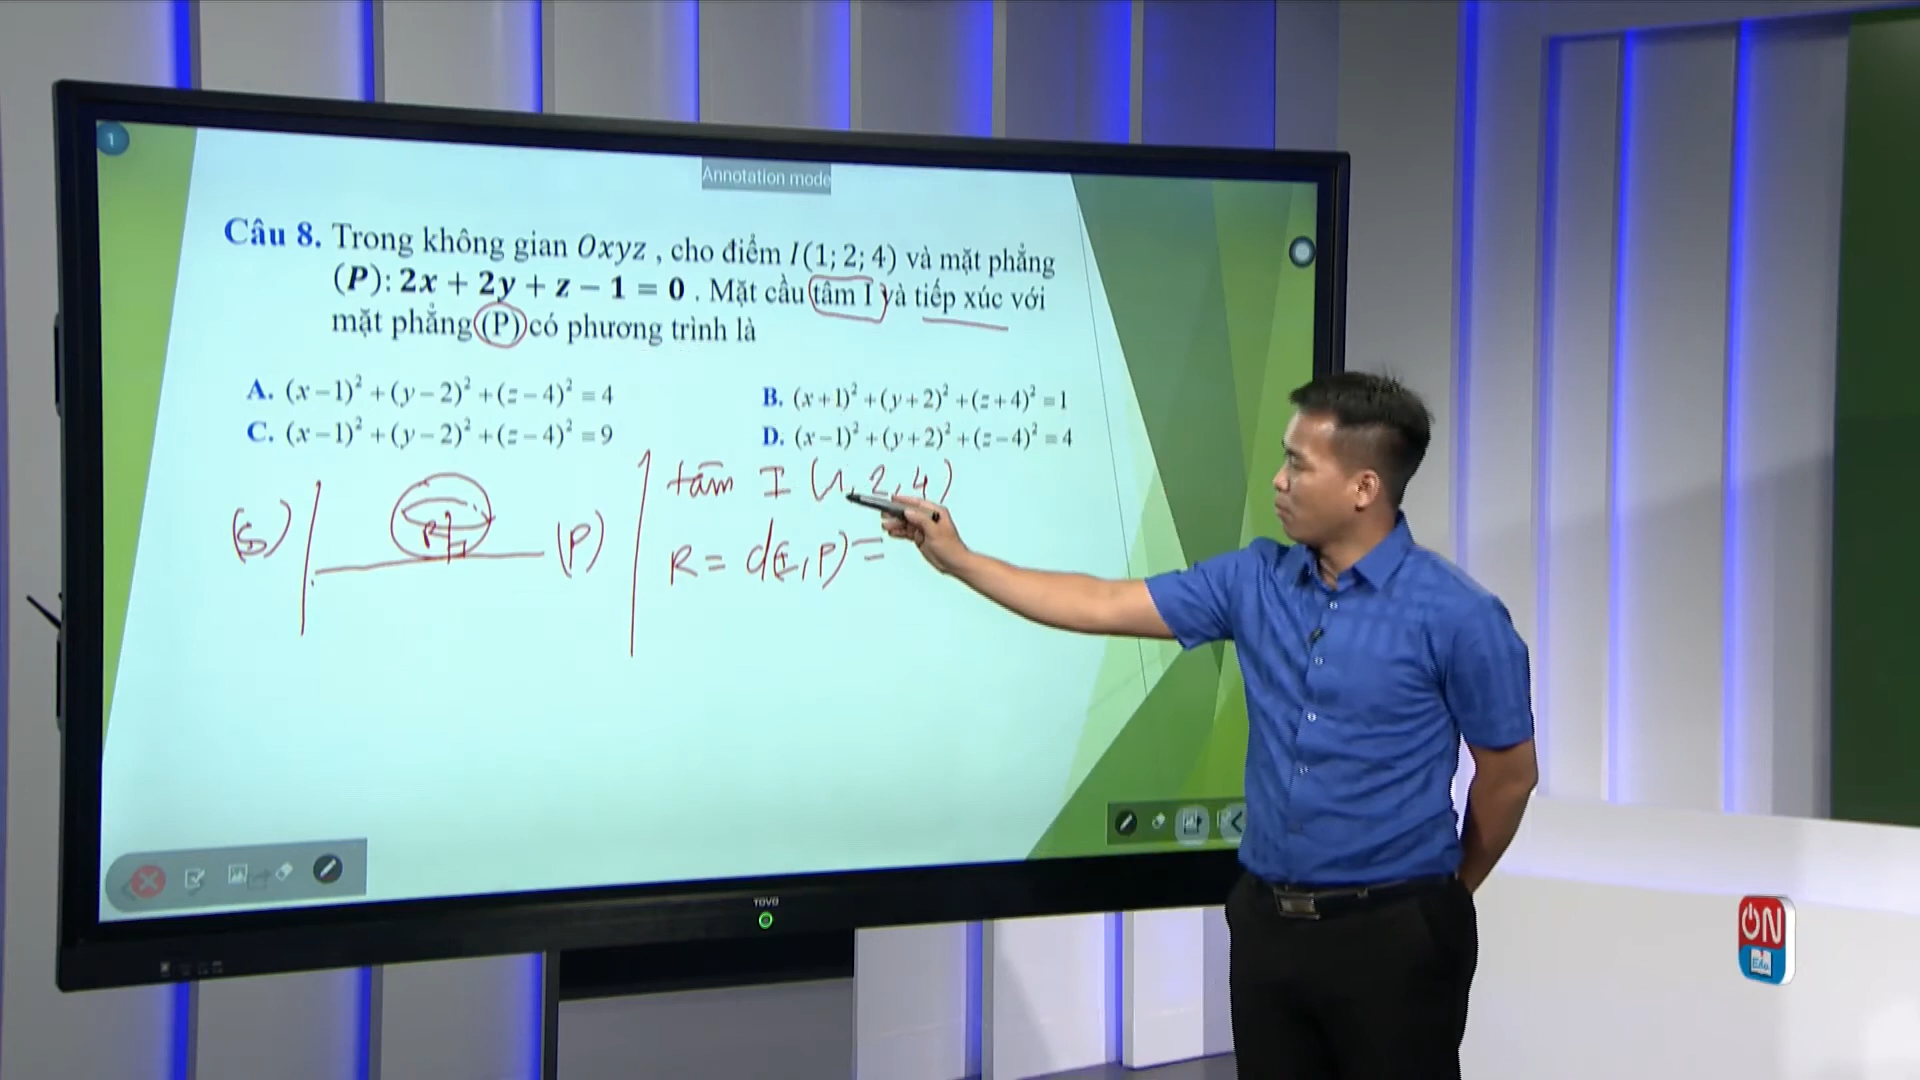 1
Annotation mode
Câu 8. Trong không gian Oxyz , cho điểm I(1; 2; 4) và mặt phẳng
(P): 2x + 2y + z − 1 = 0 . Mặt cầu tâm I và tiếp xúc với
mặt phẳng (P) có phương trình là
A. (x−1)² +(y−2)² +(z−4)² = 4
B. (x+1)² +(y+2)² +(z+4)² =1
C. (x−1)² +(y−2)² +(z−4)² = 9
D. (x−1)² +(y+2)² +(z−4)² = 4
(S)
R
(P)
tâm I (1, 2, 4)
R = d(I, P) =
TOVO
ON
Edu